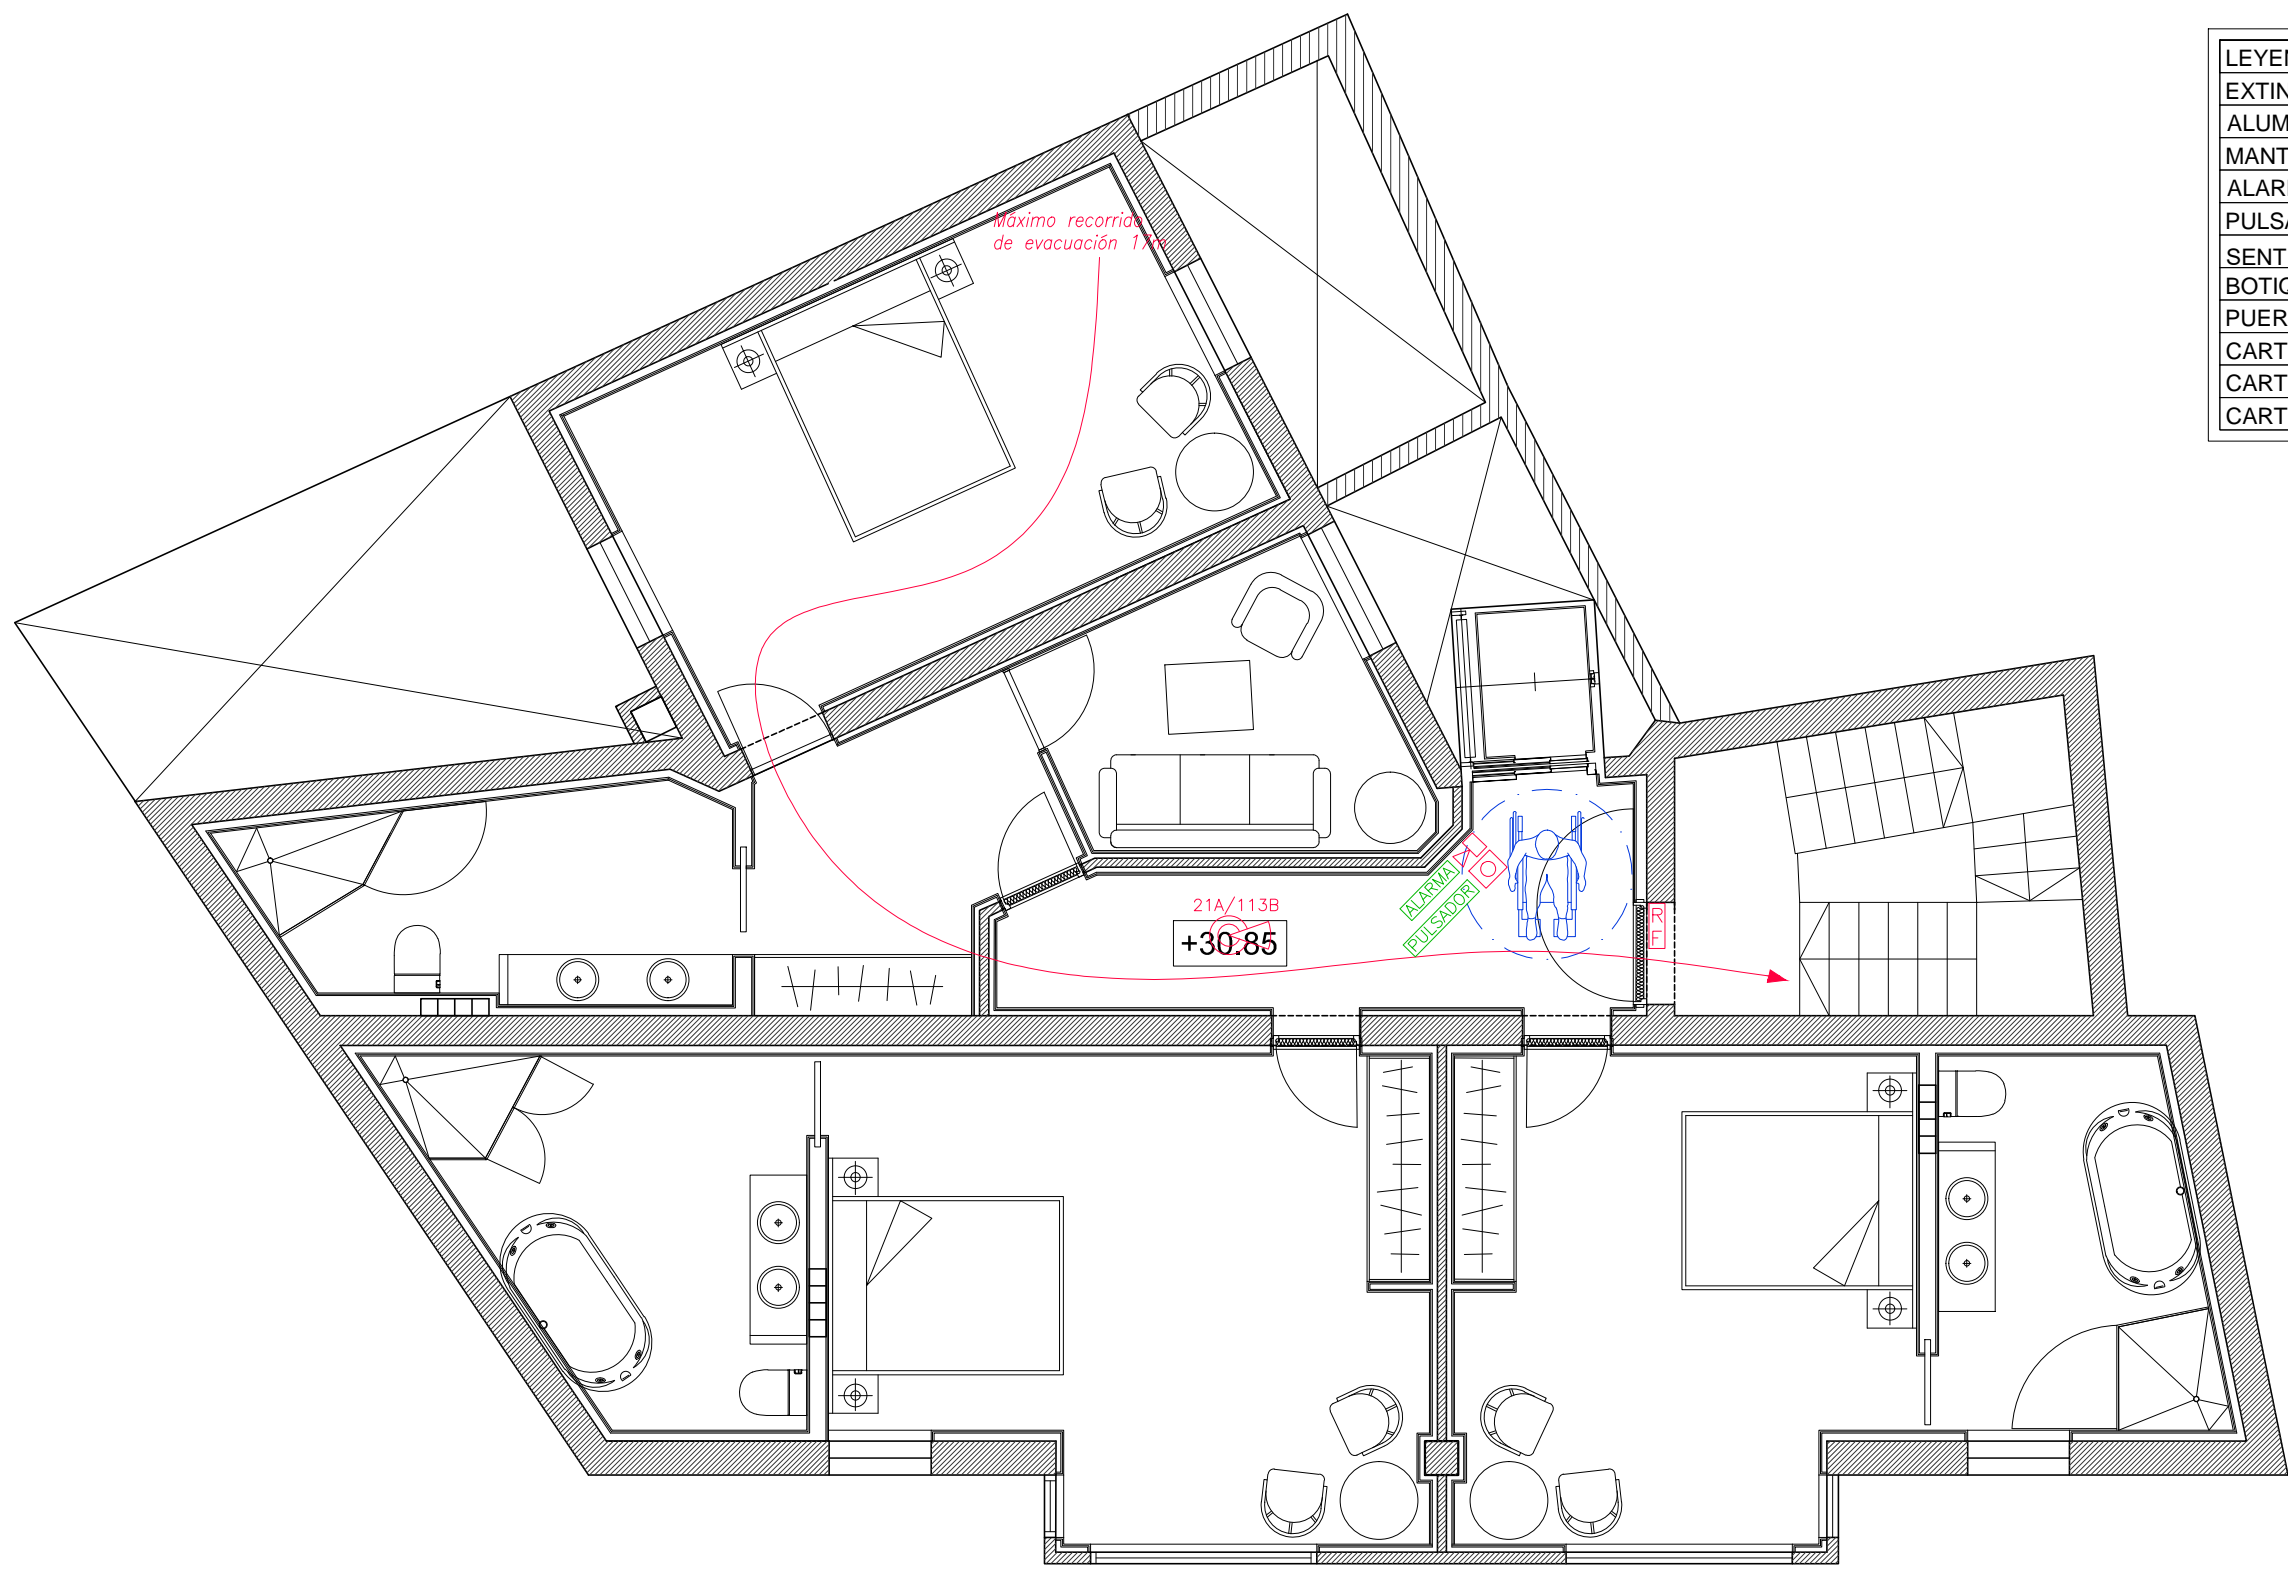 Máximo recorrido
de evacuación 17m
21A/113B
+30.85
ALARMA
PULSADOR
R
F
LEYEN
EXTIN
ALUM
MANT
ALAR
PULSA
SENT
BOTIQ
PUER
CART
CART
CART